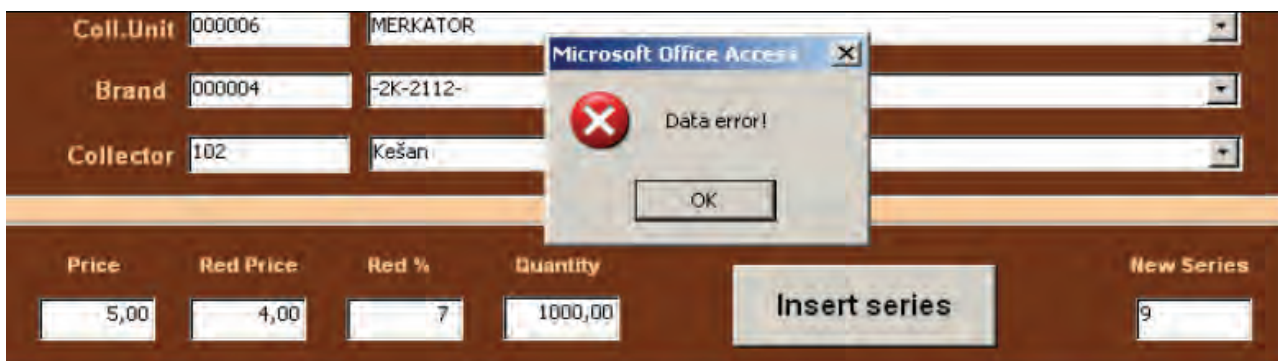 Coll.Unit 000006 MERKATOR
Microsoft Office Access
Brand 000004 -2K-2112-
Data error!
Collector 102 Kešan
OK
Price Red Price Red % Quantity New Series
Insert series
5,00 4,00 7 1000,00 9